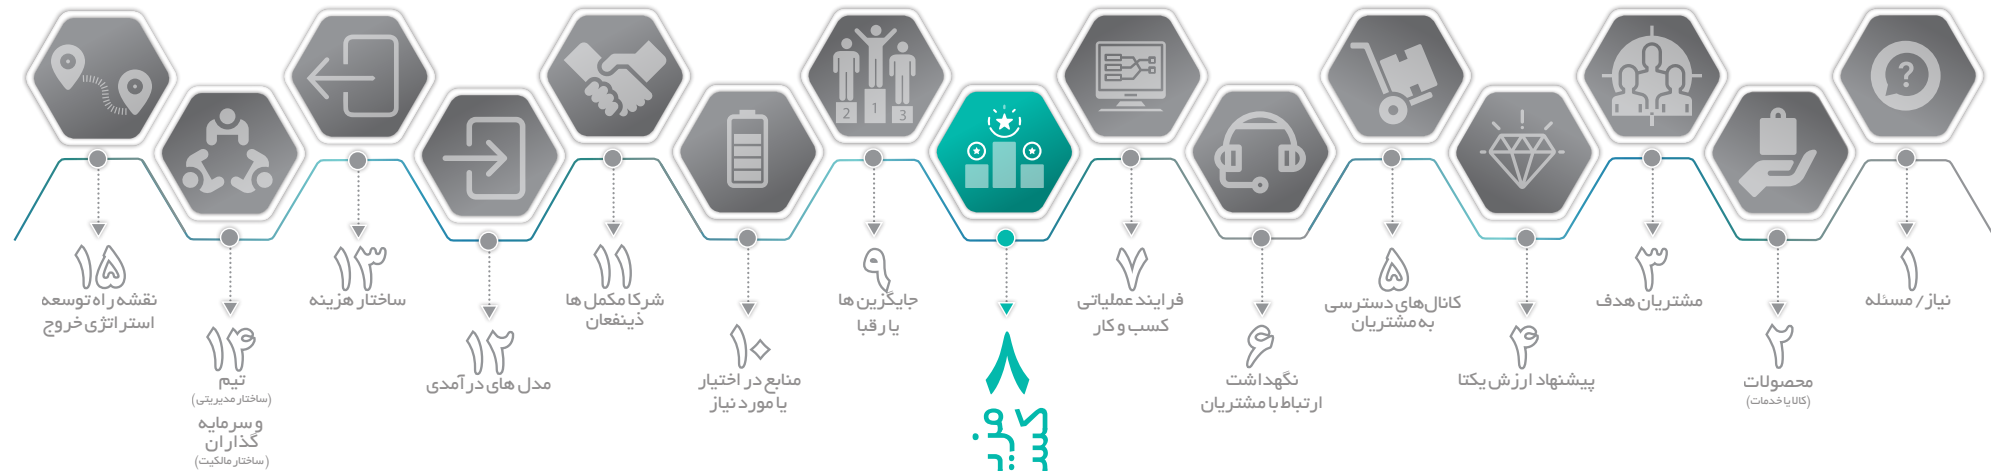 ۱
نیاز/ مسئله
۲
محصولات
(کالا یا خدمات)
۳
مشتریان هدف
۴
پیشنهاد ارزش یکتا
۵
کانال‌های دسترسی
به مشتریان
۶
نگهداشت
ارتباط با مشتریان
۷
فرایند عملیاتی
کسب و کار
۸
۹
جایگزین ها
یا رقبا
2 1 3
۱۰
منابع در اختیار
یا مورد نیاز
۱۱
شرکا مکمل ها
ذینفعان
۱۲
مدل های درآمدی
۱۳
ساختار هزینه
۱۴
تیم
(ساختار مدیریتی)
و سرمایه
گذاران
(ساختار مالکیت)
۱۵
نقشه راه توسعه
استراتژی خروج